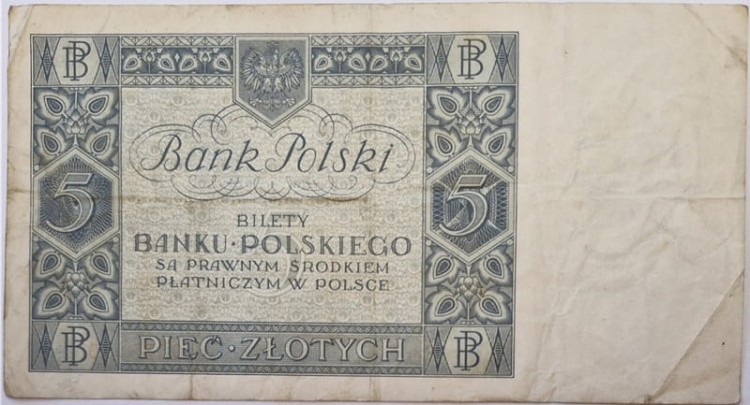 BP BP
Bank Polski
5 5
BILETY
BANKU·POLSKIEGO
SĄ PRAWNYM ŚRODKIEM
PŁATNICZYM W POLSCE
BP PIĘĆ·ZŁOTYCH BP